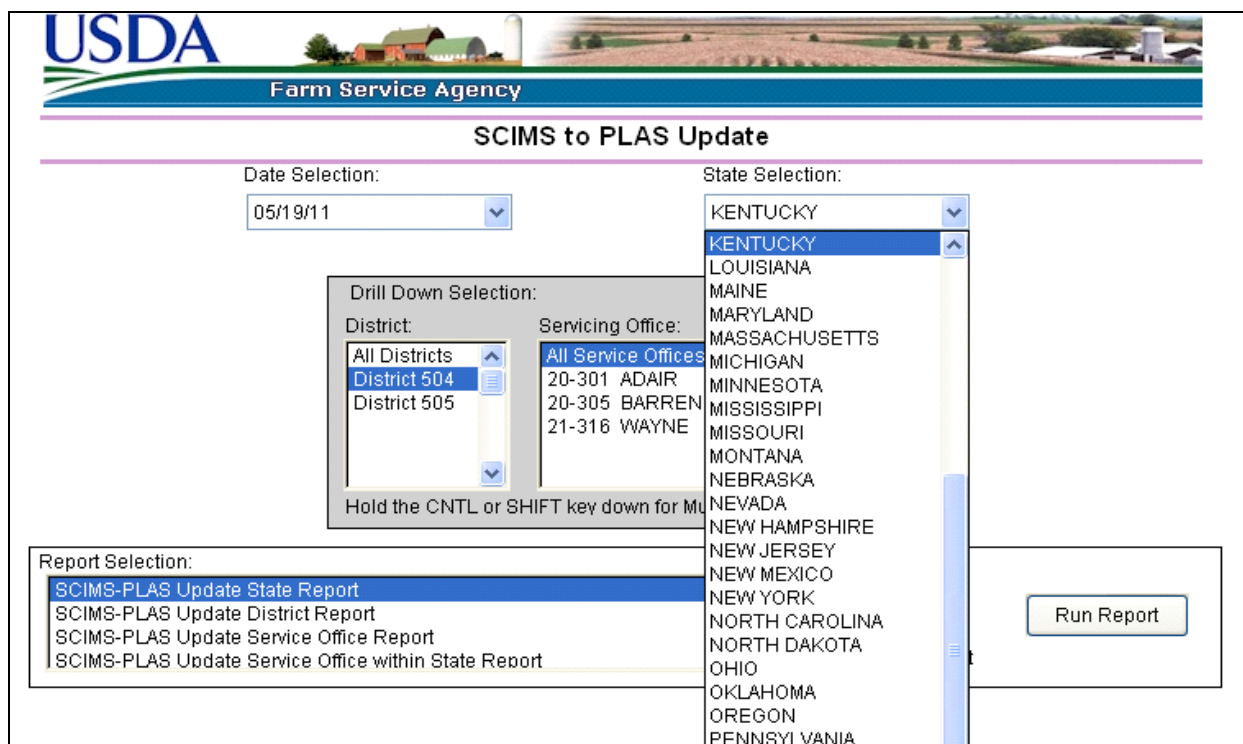 USDA
Farm Service Agency
SCIMS to PLAS Update
Date Selection:
State Selection:
05/19/11
KENTUCKY
KENTUCKY
LOUISIANA
MAINE
MARYLAND
MASSACHUSETTS
MICHIGAN
MINNESOTA
MISSISSIPPI
MISSOURI
MONTANA
NEBRASKA
NEVADA
NEW HAMPSHIRE
NEW JERSEY
NEW MEXICO
NEW YORK
NORTH CAROLINA
NORTH DAKOTA
OHIO
OKLAHOMA
OREGON
PENNSYLVANIA
Drill Down Selection:
District:
All Districts
District 504
District 505
Servicing Office:
All Service Offices
20-301 ADAIR
20-305 BARREN
21-316 WAYNE
Hold the CNTL or SHIFT key down for
Report Selection:
SCIMS-PLAS Update State Report
SCIMS-PLAS Update District Report
SCIMS-PLAS Update Service Office Report
SCIMS-PLAS Update Service Office within State Report
Run Report